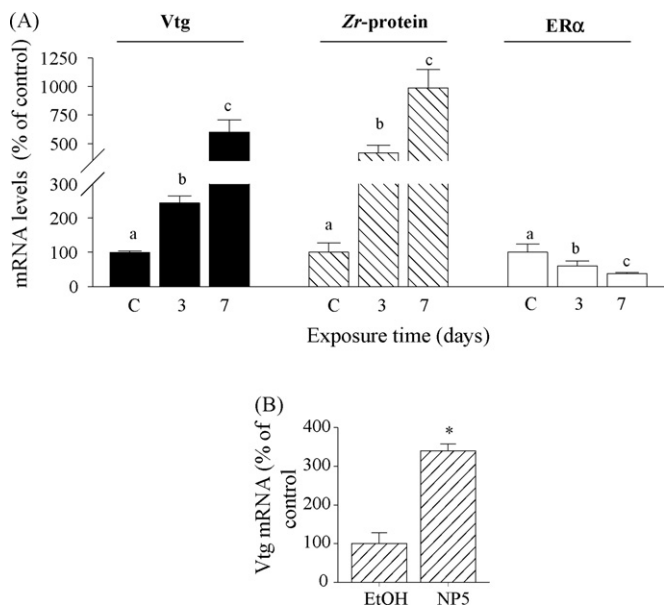 (A)
Vtg
Zr-protein
ERα
mRNA levels (% of control)
1250
1000
750
500
300
200
100
0
a
b
c
a
b
c
a
b
c
C 3 7
C 3 7
C 3 7
Exposure time (days)
(B)
Vtg mRNA (% of
control)
400
300
200
100
0
*
EtOH
NP5